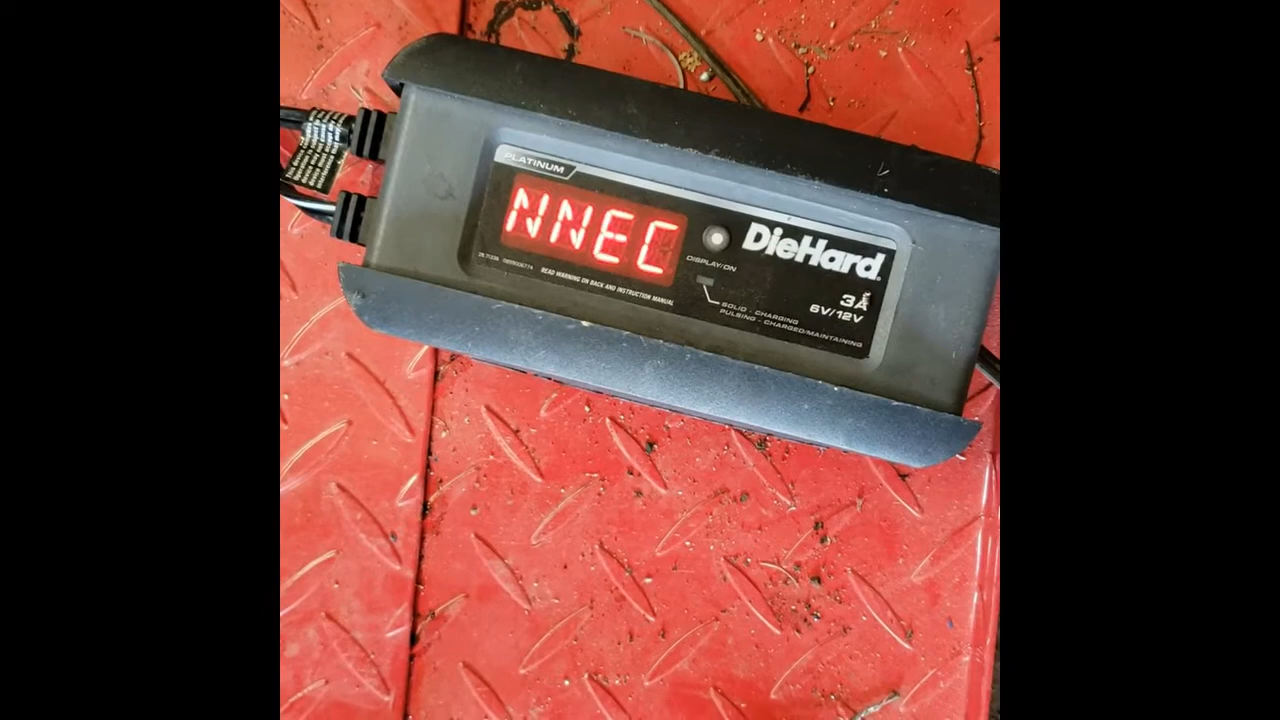 PLATINUM
NNEC
DieHard
DISPLAY/ON
3A
6V/12V
READ WARNING ON BACK AND INSTRUCTION MANUAL
SOLID - CHARGING
PULSING - CHARGED/MAINTAINING